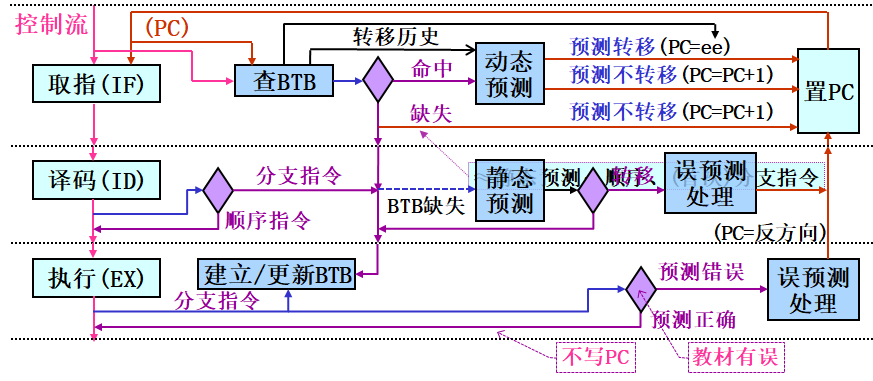 控制流
(PC)
转移历史
预测转移(PC=ee)
取指(IF)
查BTB
命中
动态
预测
预测不转移(PC=PC+1)
置PC
缺失
预测不转移(PC=PC+1)
译码(ID)
分支指令
静态
预测
转移
误预测
处理
预测
顺序、
分支指令
BTB缺失
顺序指令
(PC=反方向)
执行(EX)
建立/更新BTB
预测错误
误预测
处理
分支指令
预测正确
不写PC
教材有误